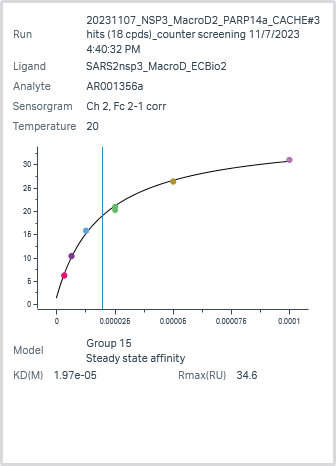 20231107_NSP3_MacroD2_PARP14a_CACHE#3
Run hits (18 cpds)_counter screening 11/7/2023
4:40:32 PM
Ligand SARS2nsp3_MacroD_ECBio2
Analyte AR001356a
Sensorgram Ch 2, Fc 2-1 corr
Temperature 20
30
25
20
15
10
5
0
0 0.000025 0.00005 0.000075 0.0001
Model Group 15
Steady state affinity
KD(M) 1.97e-05 Rmax(RU) 34.6